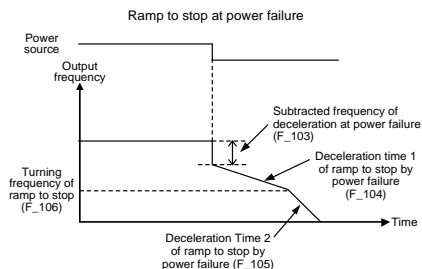 Ramp to stop at power failure
Power
source
Output
frequency
Subtracted frequency of
deceleration at power failure
(F_103)
Deceleration time 1
of ramp to stop by
power failure
(F_104)
Turning
frequency of
ramp to stop
(F_106)
Time
Deceleration Time 2
of ramp to stop by
power failure (F_105)